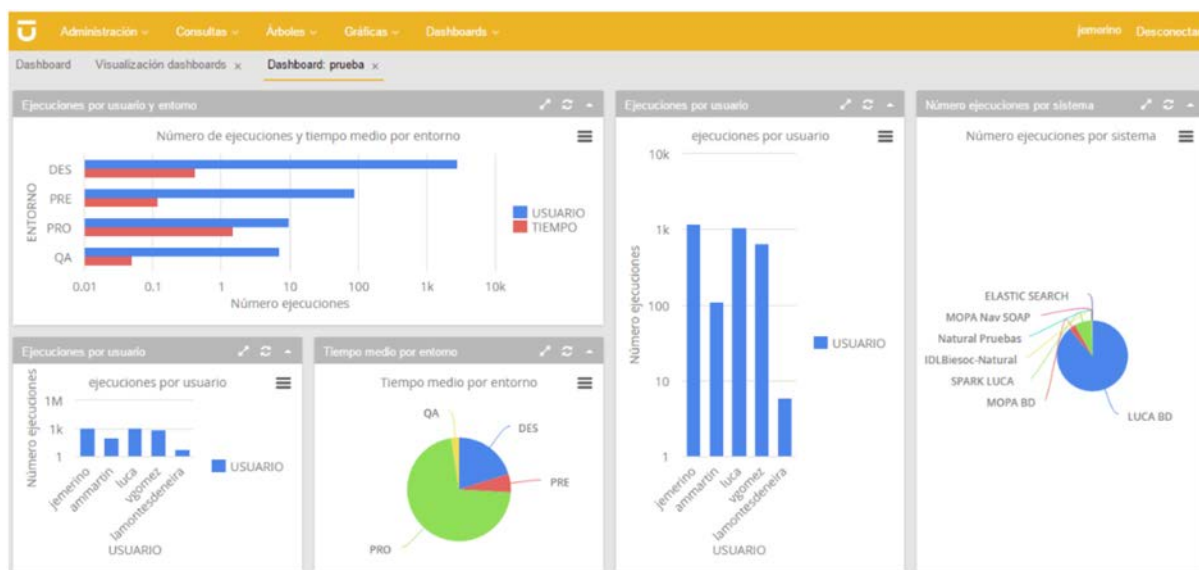 Administración Consultas Árboles Gráficas Dashboards jemerino Desconectar
Dashboard Visualización dashboards x Dashboard: prueba x
Ejecuciones por usuario y entorno
Número de ejecuciones y tiempo medio por entorno
ENTORNO
DES
PRE
PRO
QA
0.01 0.1 1 10 100 1k 10k
Número ejecuciones
USUARIO
TIEMPO
Ejecuciones por usuario
ejecuciones por usuario
Número ejecuciones
1M
1k
1
jemerino ammartin luca vgomez lamontesdeneira
USUARIO
USUARIO
Tiempo medio por entorno
Tiempo medio por entorno
QA
DES
PRE
PRO
Ejecuciones por usuario
ejecuciones por usuario
Número ejecuciones
10k
1k
100
10
1
jemerino ammartin luca vgomez lamontesdeneira
USUARIO
USUARIO
Número ejecuciones por sistema
Número ejecuciones por sistema
ELASTIC SEARCH
MOPA Nav SOAP
Natural Pruebas
IDLBiesoc-Natural
SPARK LUCA
MOPA BD
LUCA BD